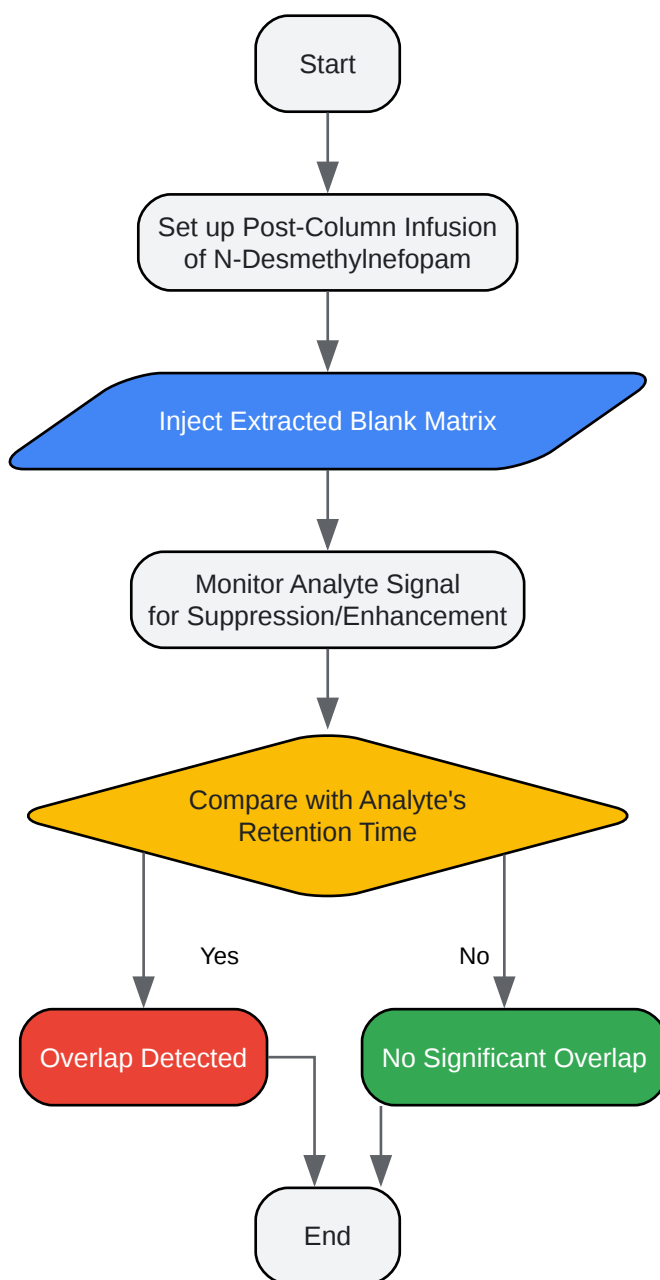 Start
Set up Post-Column Infusion
of N-Desmethylnefopam
Inject Extracted Blank Matrix
Monitor Analyte Signal
for Suppression/Enhancement
Compare with Analyte's
Retention Time
Yes
No
Overlap Detected
No Significant Overlap
End